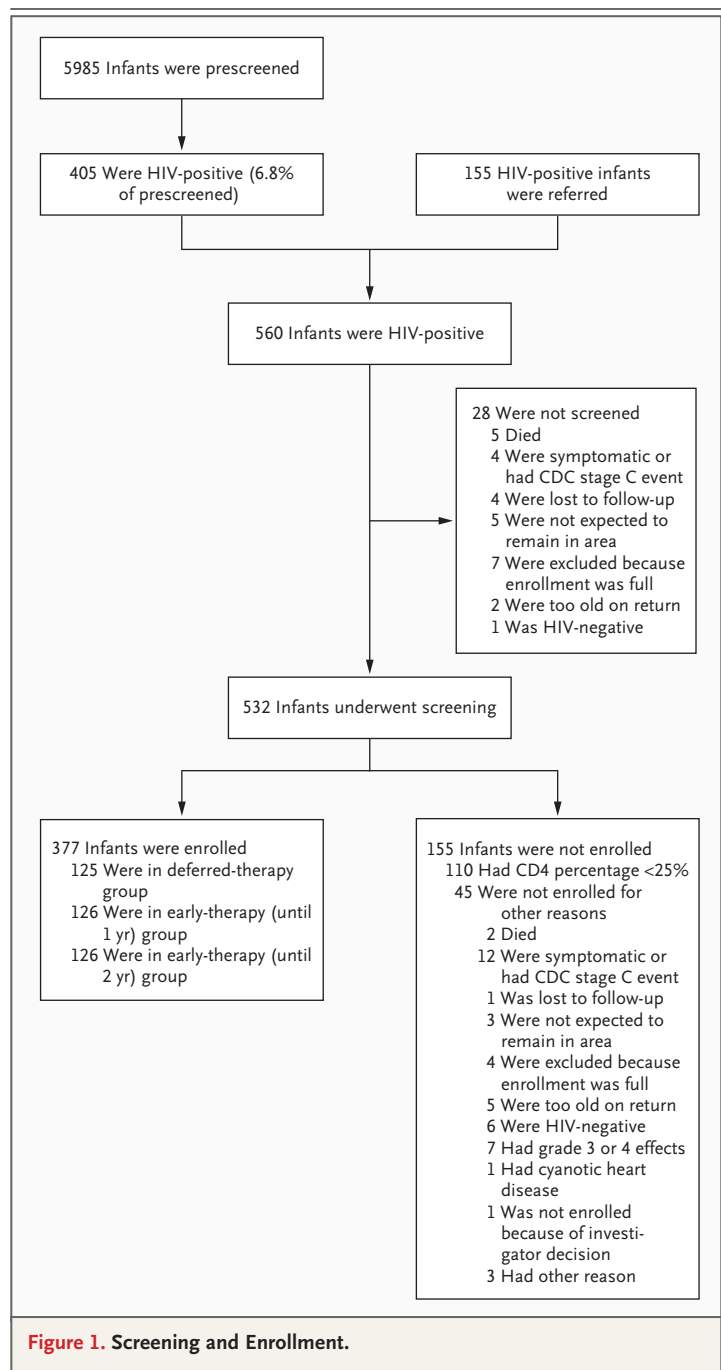 5985 Infants were prescreened
405 Were HIV-positive (6.8%
of prescreened)
155 HIV-positive infants
were referred
560 Infants were HIV-positive
28 Were not screened
5 Died
4 Were symptomatic or
had CDC stage C event
4 Were lost to follow-up
5 Were not expected to
remain in area
7 Were excluded because
enrollment was full
2 Were too old on return
1 Was HIV-negative
532 Infants underwent screening
377 Infants were enrolled
125 Were in deferred-therapy
group
126 Were in early-therapy (until
1 yr) group
126 Were in early-therapy (until
2 yr) group
155 Infants were not enrolled
110 Had CD4 percentage <25%
45 Were not enrolled for
other reasons
2 Died
12 Were symptomatic or
had CDC stage C event
1 Was lost to follow-up
3 Were not expected to
remain in area
4 Were excluded because
enrollment was full
5 Were too old on return
6 Were HIV-negative
7 Had grade 3 or 4 effects
1 Had cyanotic heart
disease
1 Was not enrolled
because of investi-
gator decision
3 Had other reason
Figure 1. Screening and Enrollment.